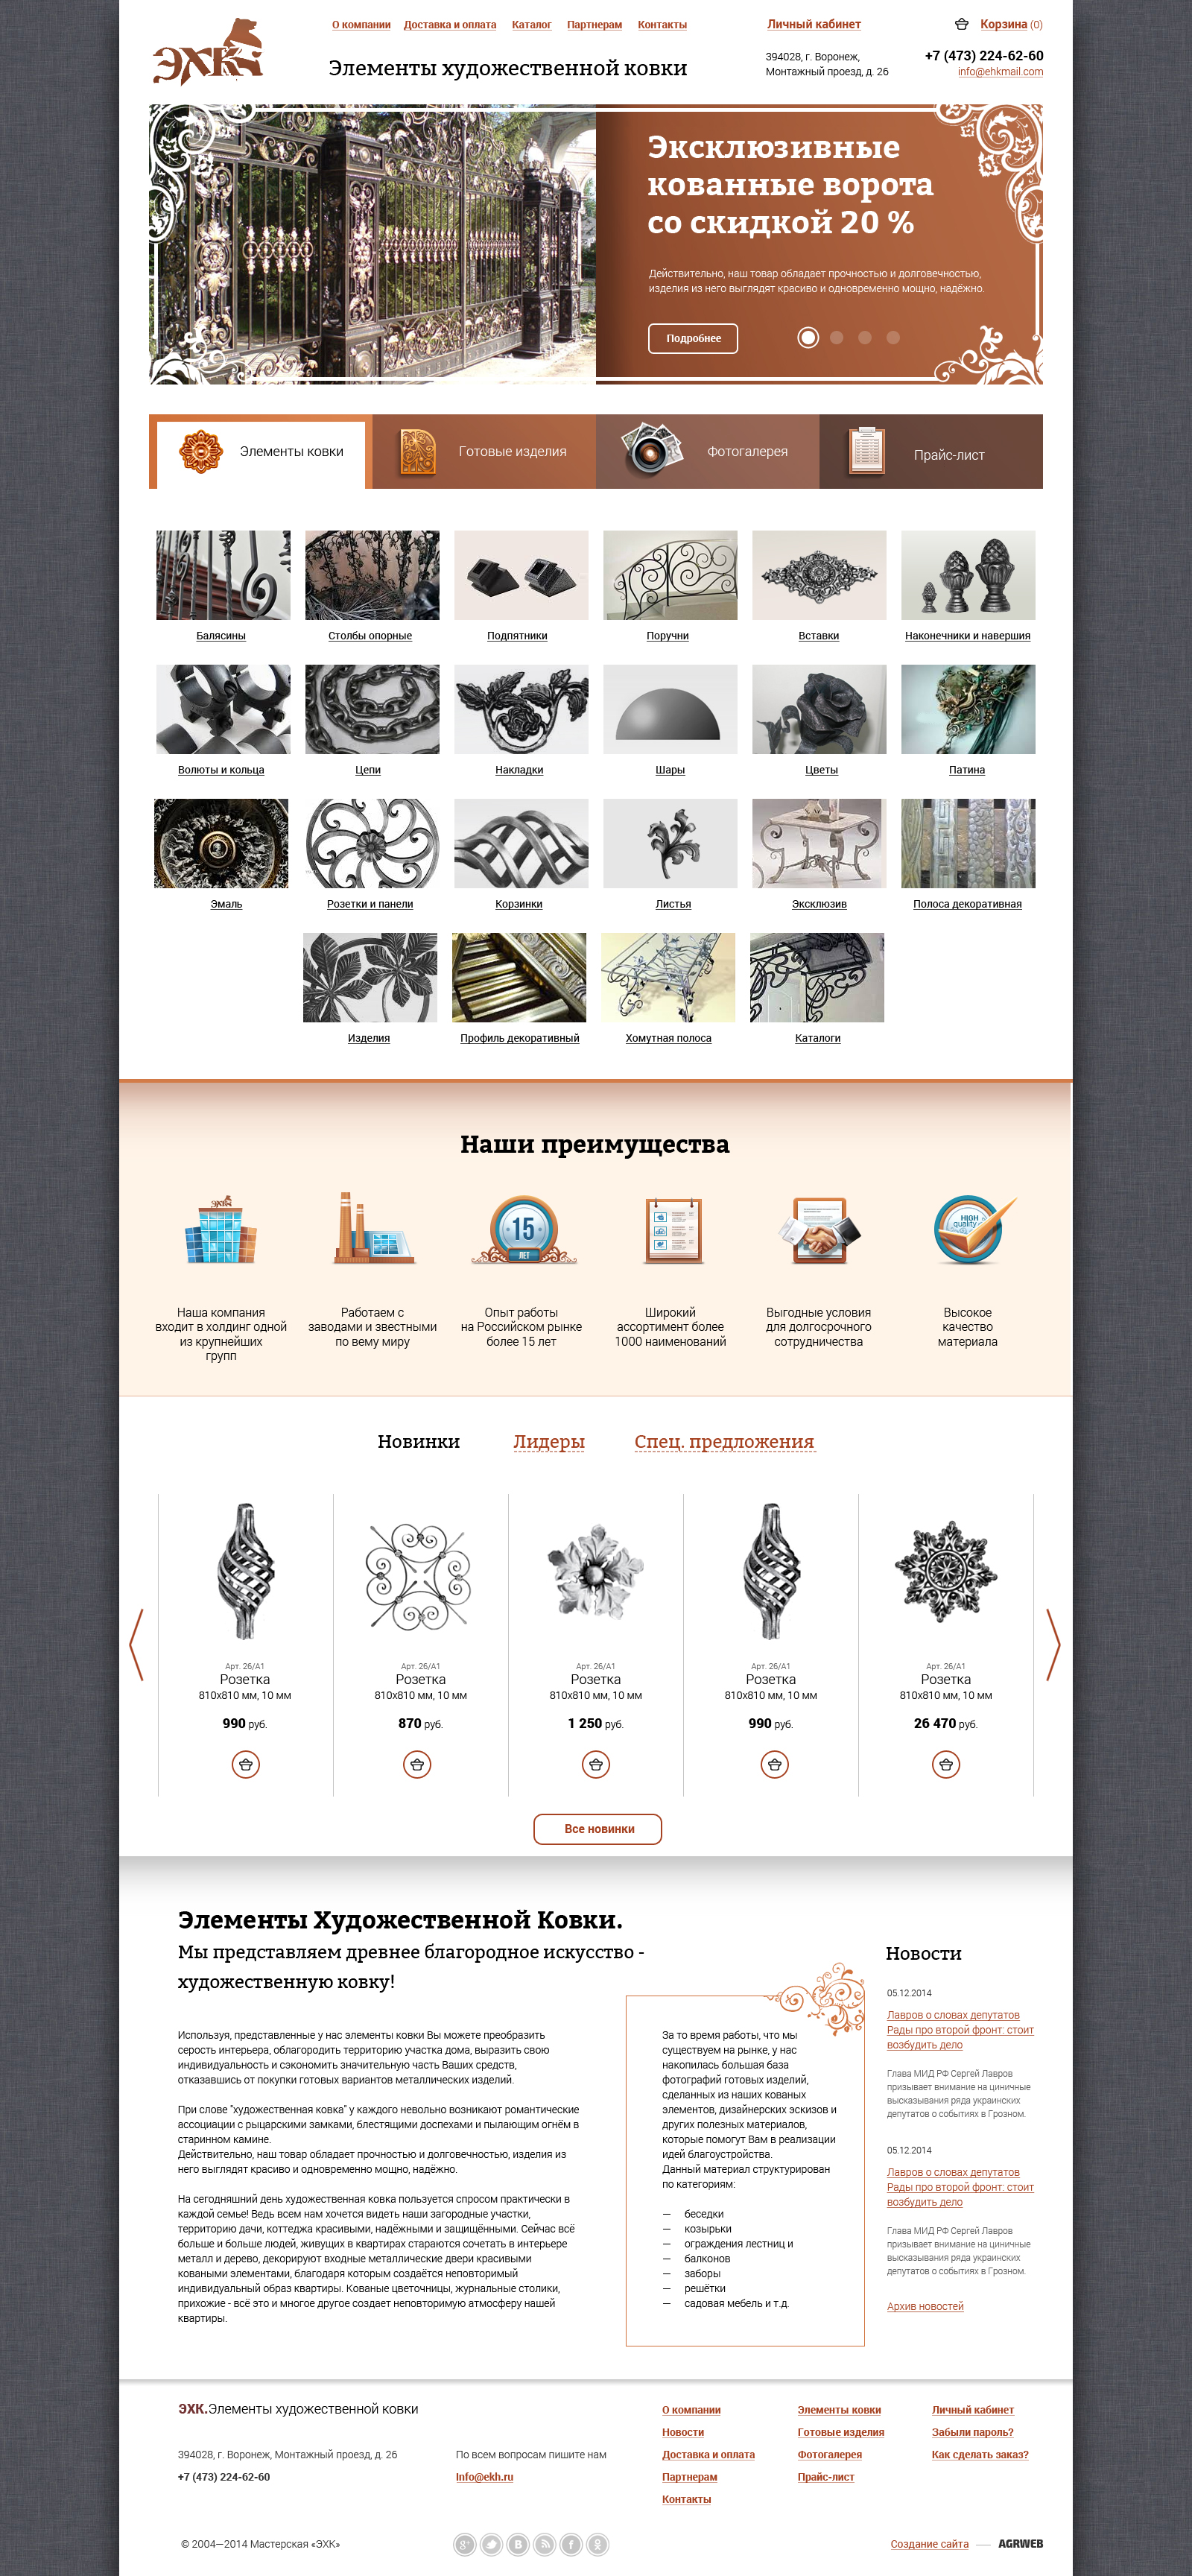 ЭХК
О компании Доставка и оплата Каталог Партнерам Контакты
Личный кабинет
Корзина (0)
Элементы художественной ковки
394028, г. Воронеж,
Монтажный проезд, д. 26
+7 (473) 224-62-60
info@ehkmail.com
Эксклюзивные
кованные ворота
со скидкой 20 %
Действительно, наш товар обладает прочностью и долговечностью,
изделия из него выглядят красиво и одновременно мощно, надёжно.
Подробнее
Элементы ковки Готовые изделия Фотогалерея Прайс-лист
Балясины Столбы опорные Подпятники Поручни Вставки Наконечники и навершия
Волюты и кольца Цепи Накладки Шары Цветы Патина
Эмаль Розетки и панели Корзинки Листья Эксклюзив Полоса декоративная
Изделия Профиль декоративный Хомутная полоса Каталоги
Наши преимущества
ЭХК
15
ЛЕТ
HIGH
quality
Наша компания
входит в холдинг одной
из крупнейших
групп
Работаем с
заводами и звестными
по вему миру
Опыт работы
на Российском рынке
более 15 лет
Широкий
ассортимент более
1000 наименований
Выгодные условия
для долгосрочного
сотрудничества
Высокое
качество
материала
Новинки Лидеры Спец. предложения
Арт. 26/А1
Розетка
810х810 мм, 10 мм
990 руб.
Арт. 26/А1
Розетка
810х810 мм, 10 мм
870 руб.
Арт. 26/А1
Розетка
810х810 мм, 10 мм
1 250 руб.
Арт. 26/А1
Розетка
810х810 мм, 10 мм
990 руб.
Арт. 26/А1
Розетка
810х810 мм, 10 мм
26 470 руб.
Все новинки
Элементы Художественной Ковки.
Мы представляем древнее благородное искусство -
художественную ковку!
Используя, представленные у нас элементы ковки Вы можете преобразить
серость интерьера, облагородить территорию участка дома, выразить свою
индивидуальность и сэкономить значительную часть Ваших средств,
отказавшись от покупки готовых вариантов металлических изделий.
При слове "художественная ковка" у каждого невольно возникают романтические
ассоциации с рыцарскими замками, блестящими доспехами и пылающим огнём в
старинном камине.
Действительно, наш товар обладает прочностью и долговечностью, изделия из
него выглядят красиво и одновременно мощно, надёжно.
На сегодняшний день художественная ковка пользуется спросом практически в
каждой семье! Ведь всем нам хочется видеть наши загородные участки,
территорию дачи, коттеджа красивыми, надёжными и защищёнными. Сейчас всё
больше и больше людей, живущих в квартирах стараются сочетать в интерьере
металл и дерево, декорируют входные металлические двери красивыми
коваными элементами, благодаря которым создаётся неповторимый
индивидуальный образ квартиры. Кованые цветочницы, журнальные столики,
прихожие - всё это и многое другое создает неповторимую атмосферу нашей
квартиры.
За то время работы, что мы
существуем на рынке, у нас
накопилась большая база
фотографий готовых изделий,
сделанных из наших кованых
элементов, дизайнерских эскизов и
других полезных материалов,
которые помогут Вам в реализации
идей благоустройства.
Данный материал структурирован
по категориям:
— беседки
— козырьки
— ограждения лестниц и
— балконов
— заборы
— решётки
— садовая мебель и т.д.
Новости
05.12.2014
Лавров о словах депутатов
Рады про второй фронт: стоит
возбудить дело
Глава МИД РФ Сергей Лавров
призывает внимание на циничные
высказывания ряда украинских
депутатов о событиях в Грозном.
05.12.2014
Лавров о словах депутатов
Рады про второй фронт: стоит
возбудить дело
Глава МИД РФ Сергей Лавров
призывает внимание на циничные
высказывания ряда украинских
депутатов о событиях в Грозном.
Архив новостей
ЭХК.Элементы художественной ковки
394028, г. Воронеж, Монтажный проезд, д. 26
+7 (473) 224-62-60
По всем вопросам пишите нам
Info@ekh.ru
О компании
Новости
Доставка и оплата
Партнерам
Контакты
Элементы ковки
Готовые изделия
Фотогалерея
Прайс-лист
Личный кабинет
Забыли пароль?
Как сделать заказ?
© 2004—2014 Мастерская «ЭХК»
Создание сайта — AGRWEB